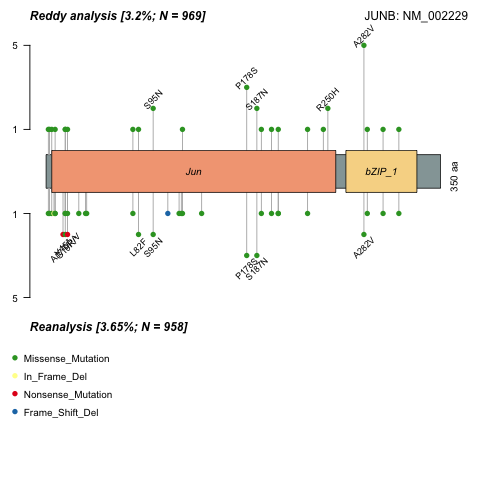 Reddy analysis [3.2%; N = 969]
JUNB: NM_002229
5
A282V
P178S
S95N
S187N
R250H
1
Jun
bZIP_1
350 aa
1
L82F
S95N
P178S
S187N
A282V
5
Reanalysis [3.65%; N = 958]
Missense_Mutation
In_Frame_Del
Nonsense_Mutation
Frame_Shift_Del